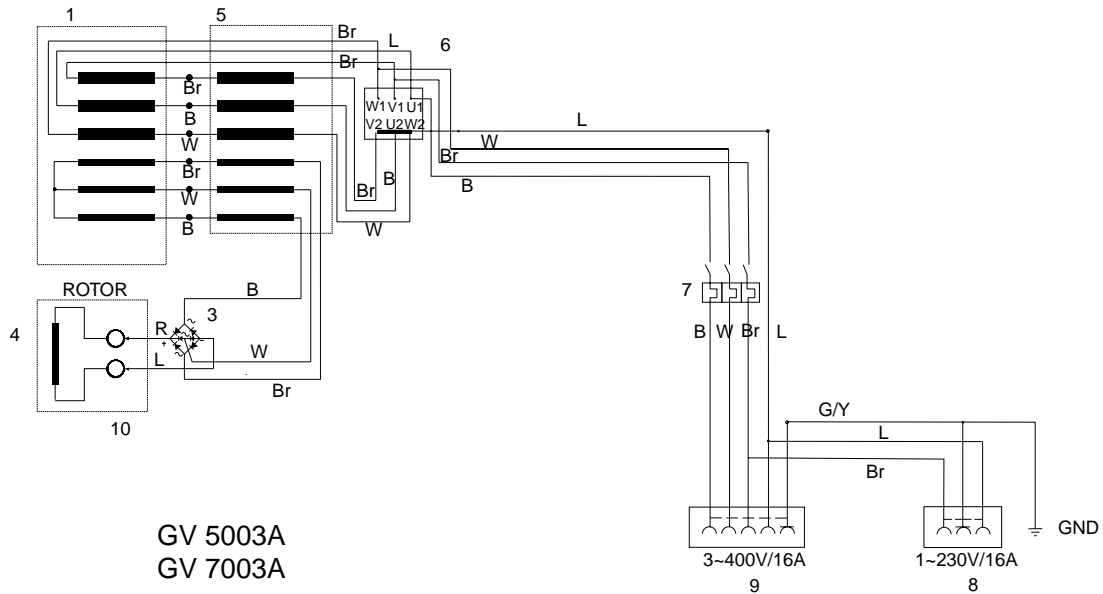 1
5
Br
L
6
Br
Br
W1 V1 U1
V2 U2 W2
L
B
W
W
Br
Br
Br
B
B
W
W
B
ROTOR
B
3
7
4
R
+
-
B W Br L
L
W
Br
10
G/Y
L
Br
GV 5003A
GV 7003A
GND
3~400V/16A
1~230V/16A
9
8